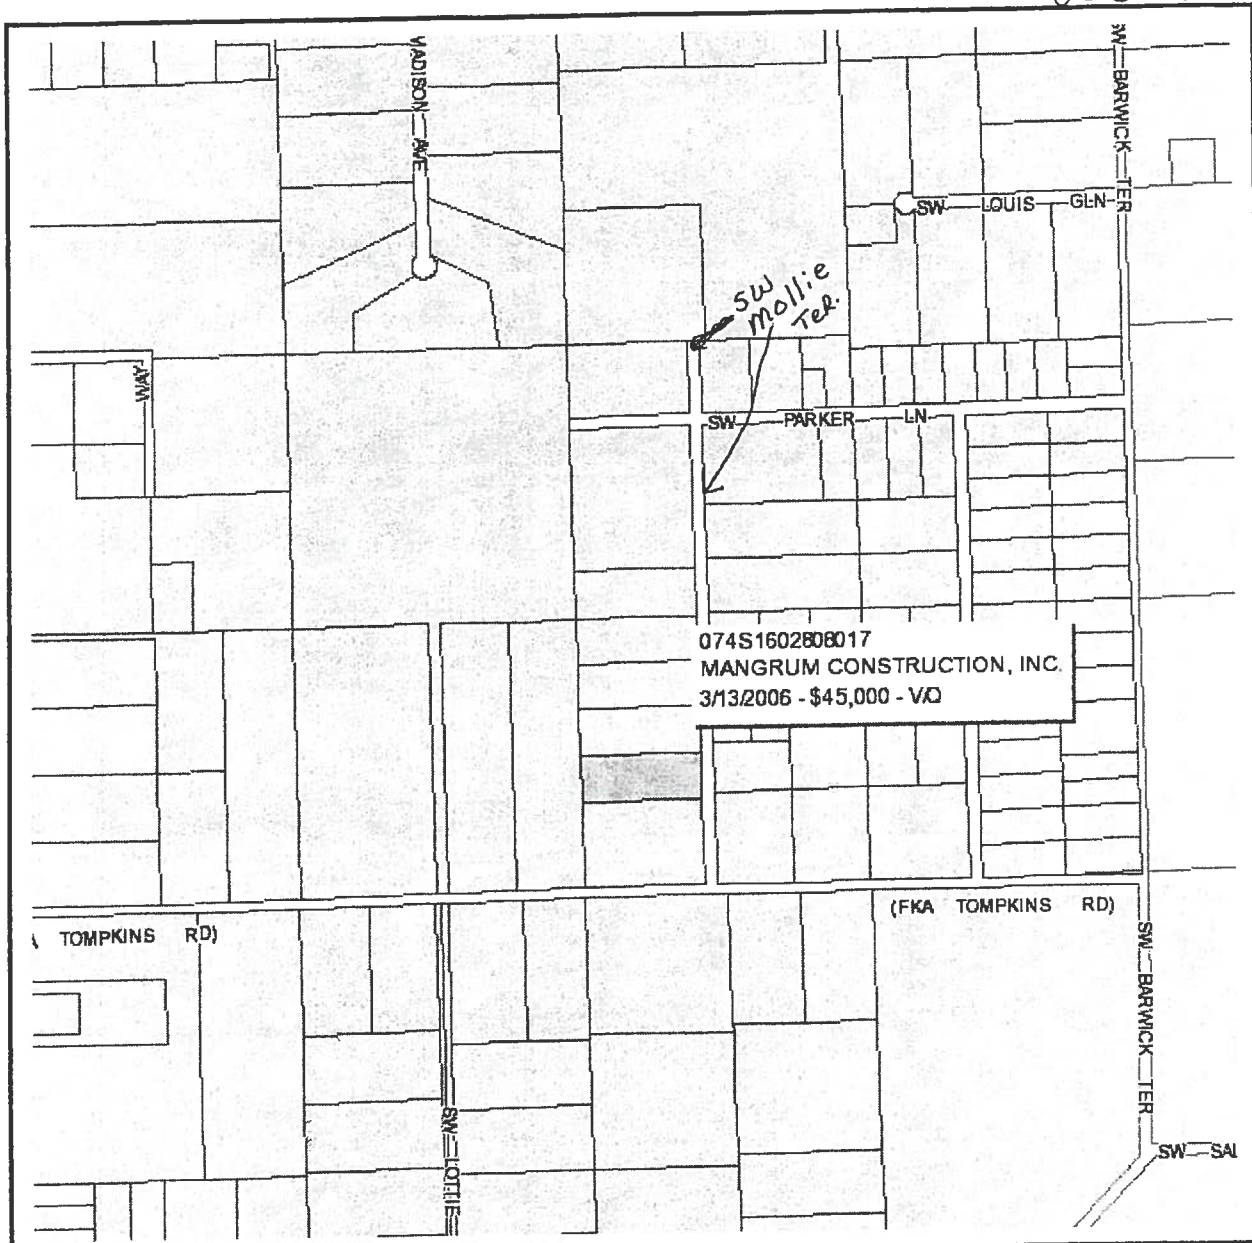 MADISON AVE
SW BARWICK TER
SW LOUIS GLN
SW
Mollie
Ter.
WAY
SW PARKER LN
074S1602808017
MANGRUM CONSTRUCTION, INC.
3/13/2006 - $45,000 - V/Q
TOMPKINS RD)
(FKA TOMPKINS RD)
SW BARWICK TER
SW LOTTIE
SW SAL